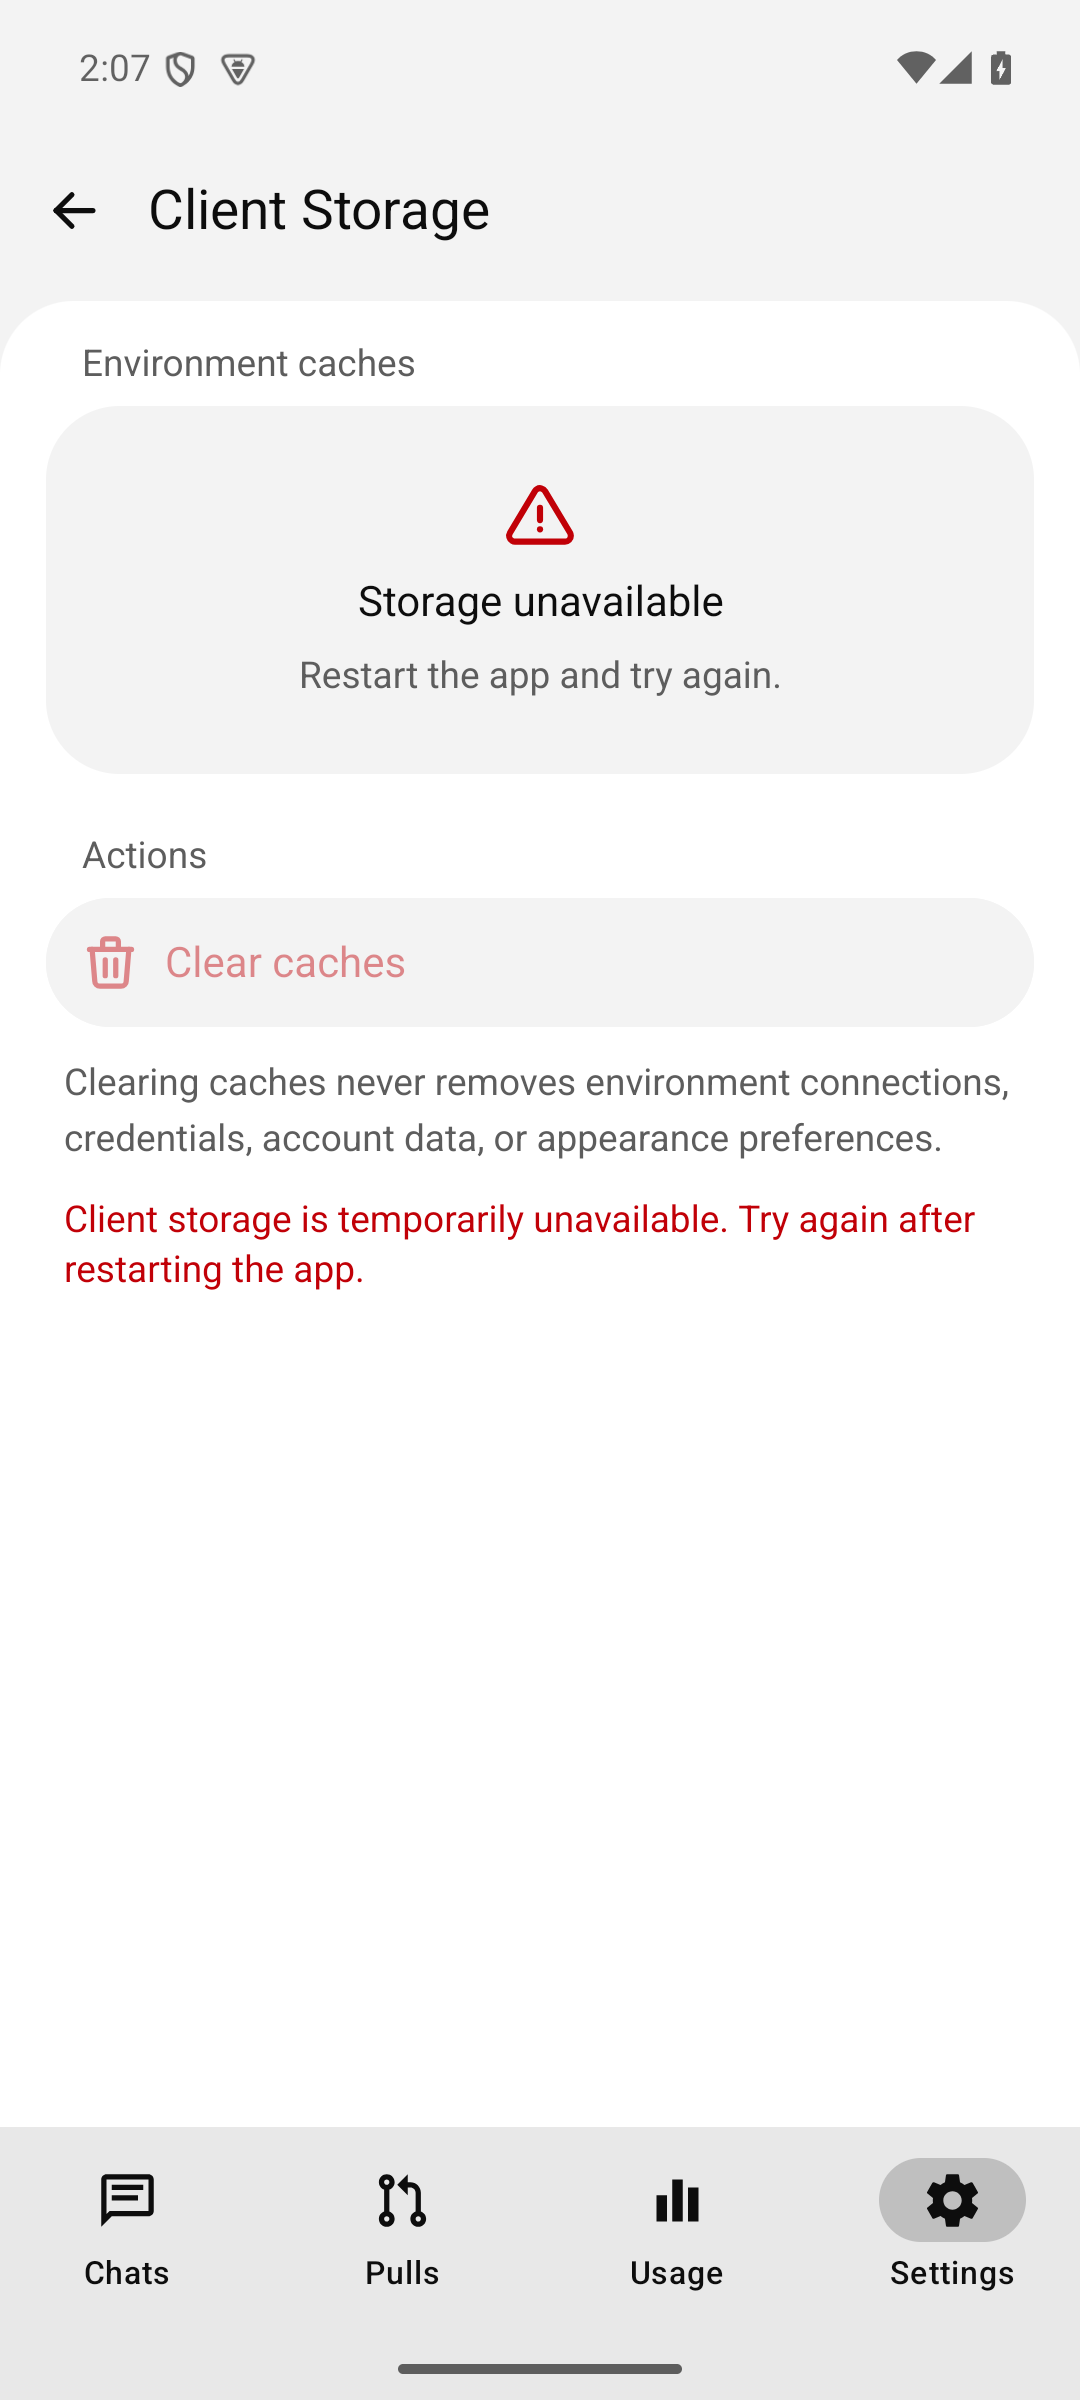 2:07
Client Storage
Environment caches
Storage unavailable
Restart the app and try again.
Actions
Clear caches
Clearing caches never removes environment connections,
credentials, account data, or appearance preferences.
Client storage is temporarily unavailable. Try again after
restarting the app.
Chats
Pulls
Usage
Settings